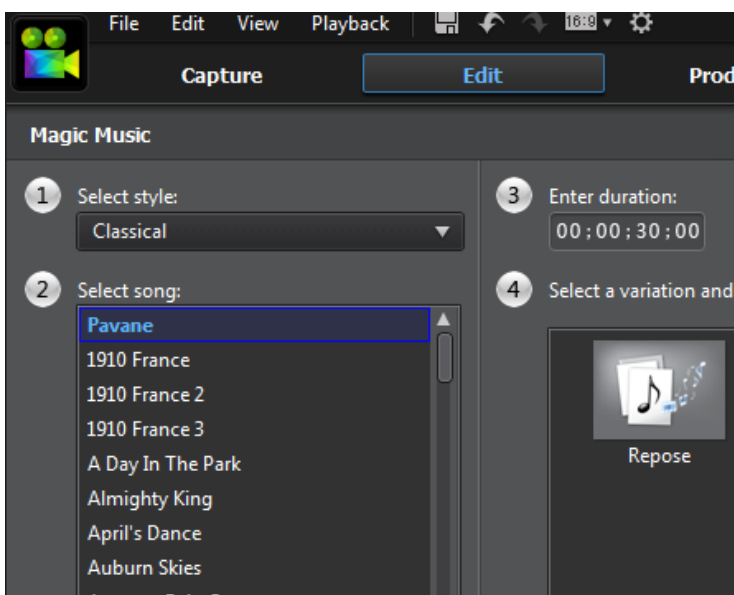 File Edit View Playback 16:9
Capture Edit Prod
Magic Music
1 Select style:
Classical
2 Select song:
Pavane
1910 France
1910 France 2
1910 France 3
A Day In The Park
Almighty King
April's Dance
Auburn Skies
3 Enter duration:
00;00;30;00
4 Select a variation and
Repose